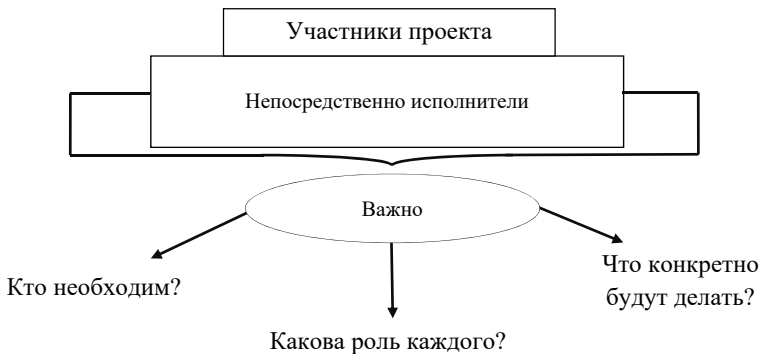 Участники проекта
Непосредственно исполнители
Важно
Кто необходим?
Что конкретно
будут делать?
Какова роль каждого?